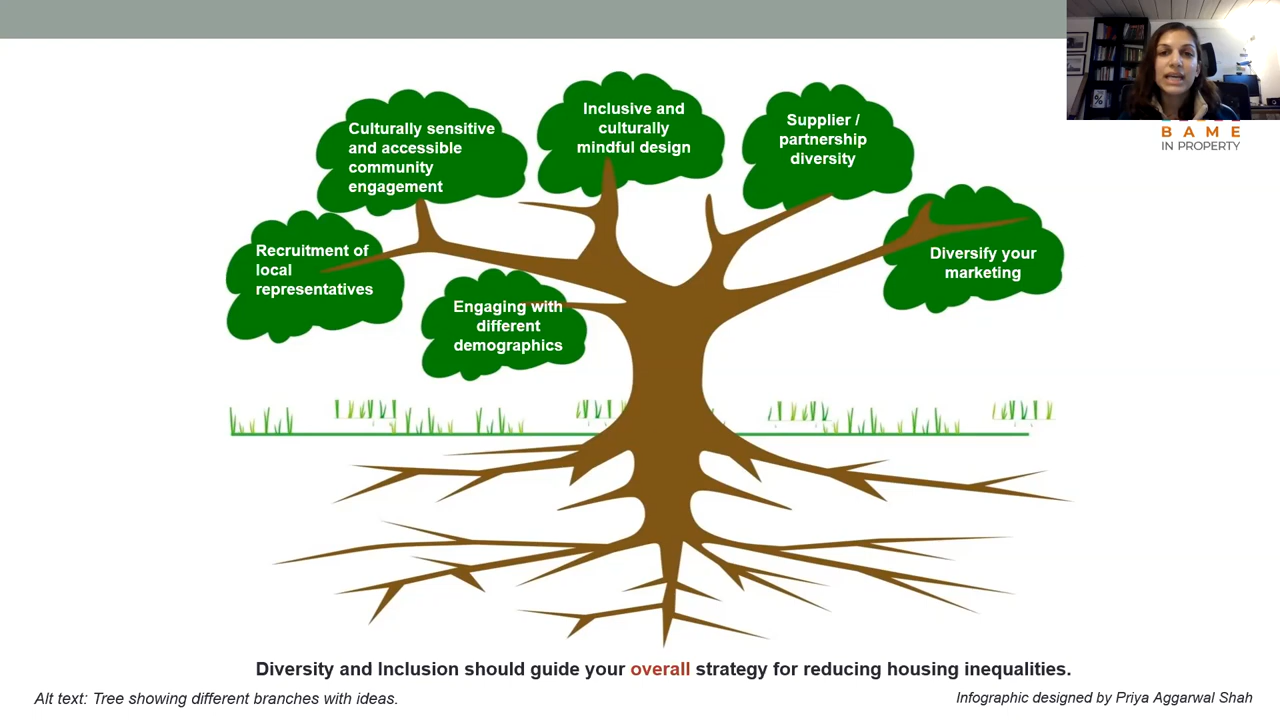 Culturally sensitive
and accessible
community
engagement
Inclusive and
culturally
mindful design
Supplier /
partnership
diversity
BAME
IN PROPERTY
Recruitment of
local
representatives
Engaging with
different
demographics
Diversify your
marketing
Diversity and Inclusion should guide your overall strategy for reducing housing inequalities.
Alt text: Tree showing different branches with ideas.
Infographic designed by Priya Aggarwal Shah